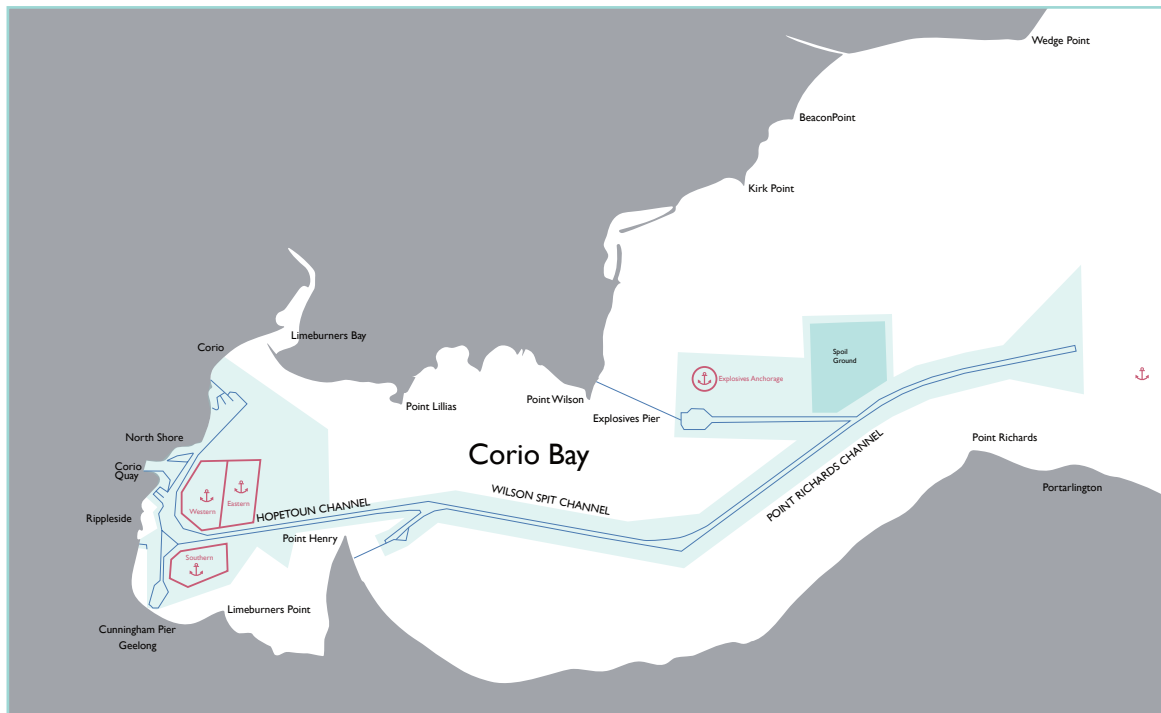 Wedge Point
BeaconPoint
Kirk Point
Limeburners Bay
Corio
Spoil
Ground
Explosives Anchorage
Point Wilson
Point Lillias
Explosives Pier
North Shore
Point Richards
Corio
Quay
Corio Bay
POINT RICHARDS CHANNEL
Portarlington
WILSON SPIT CHANNEL
Western
Eastern
HOPETOUN CHANNEL
Rippleside
Point Henry
Southern
Limeburners Point
Cunningham Pier
Geelong